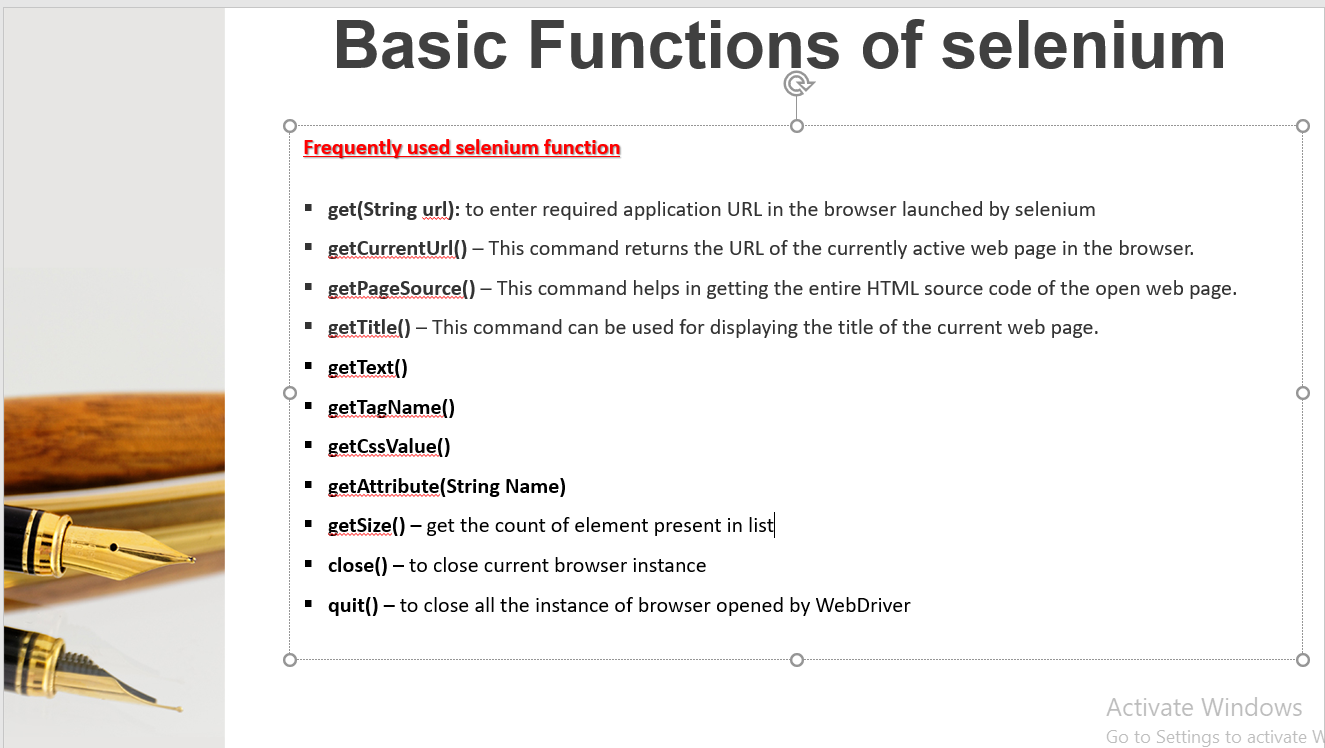 Basic Functions of selenium
Frequently used selenium function
▪ get(String url): to enter required application URL in the browser launched by selenium
▪ getCurrentUrl() – This command returns the URL of the currently active web page in the browser.
▪ getPageSource() – This command helps in getting the entire HTML source code of the open web page.
▪ getTitle() – This command can be used for displaying the title of the current web page.
▪ getText()
▪ getTagName()
▪ getCssValue()
▪ getAttribute(String Name)
▪ getSize() – get the count of element present in list
▪ close() – to close current browser instance
▪ quit() – to close all the instance of browser opened by WebDriver
Activate Windows
Go to Settings to activate W